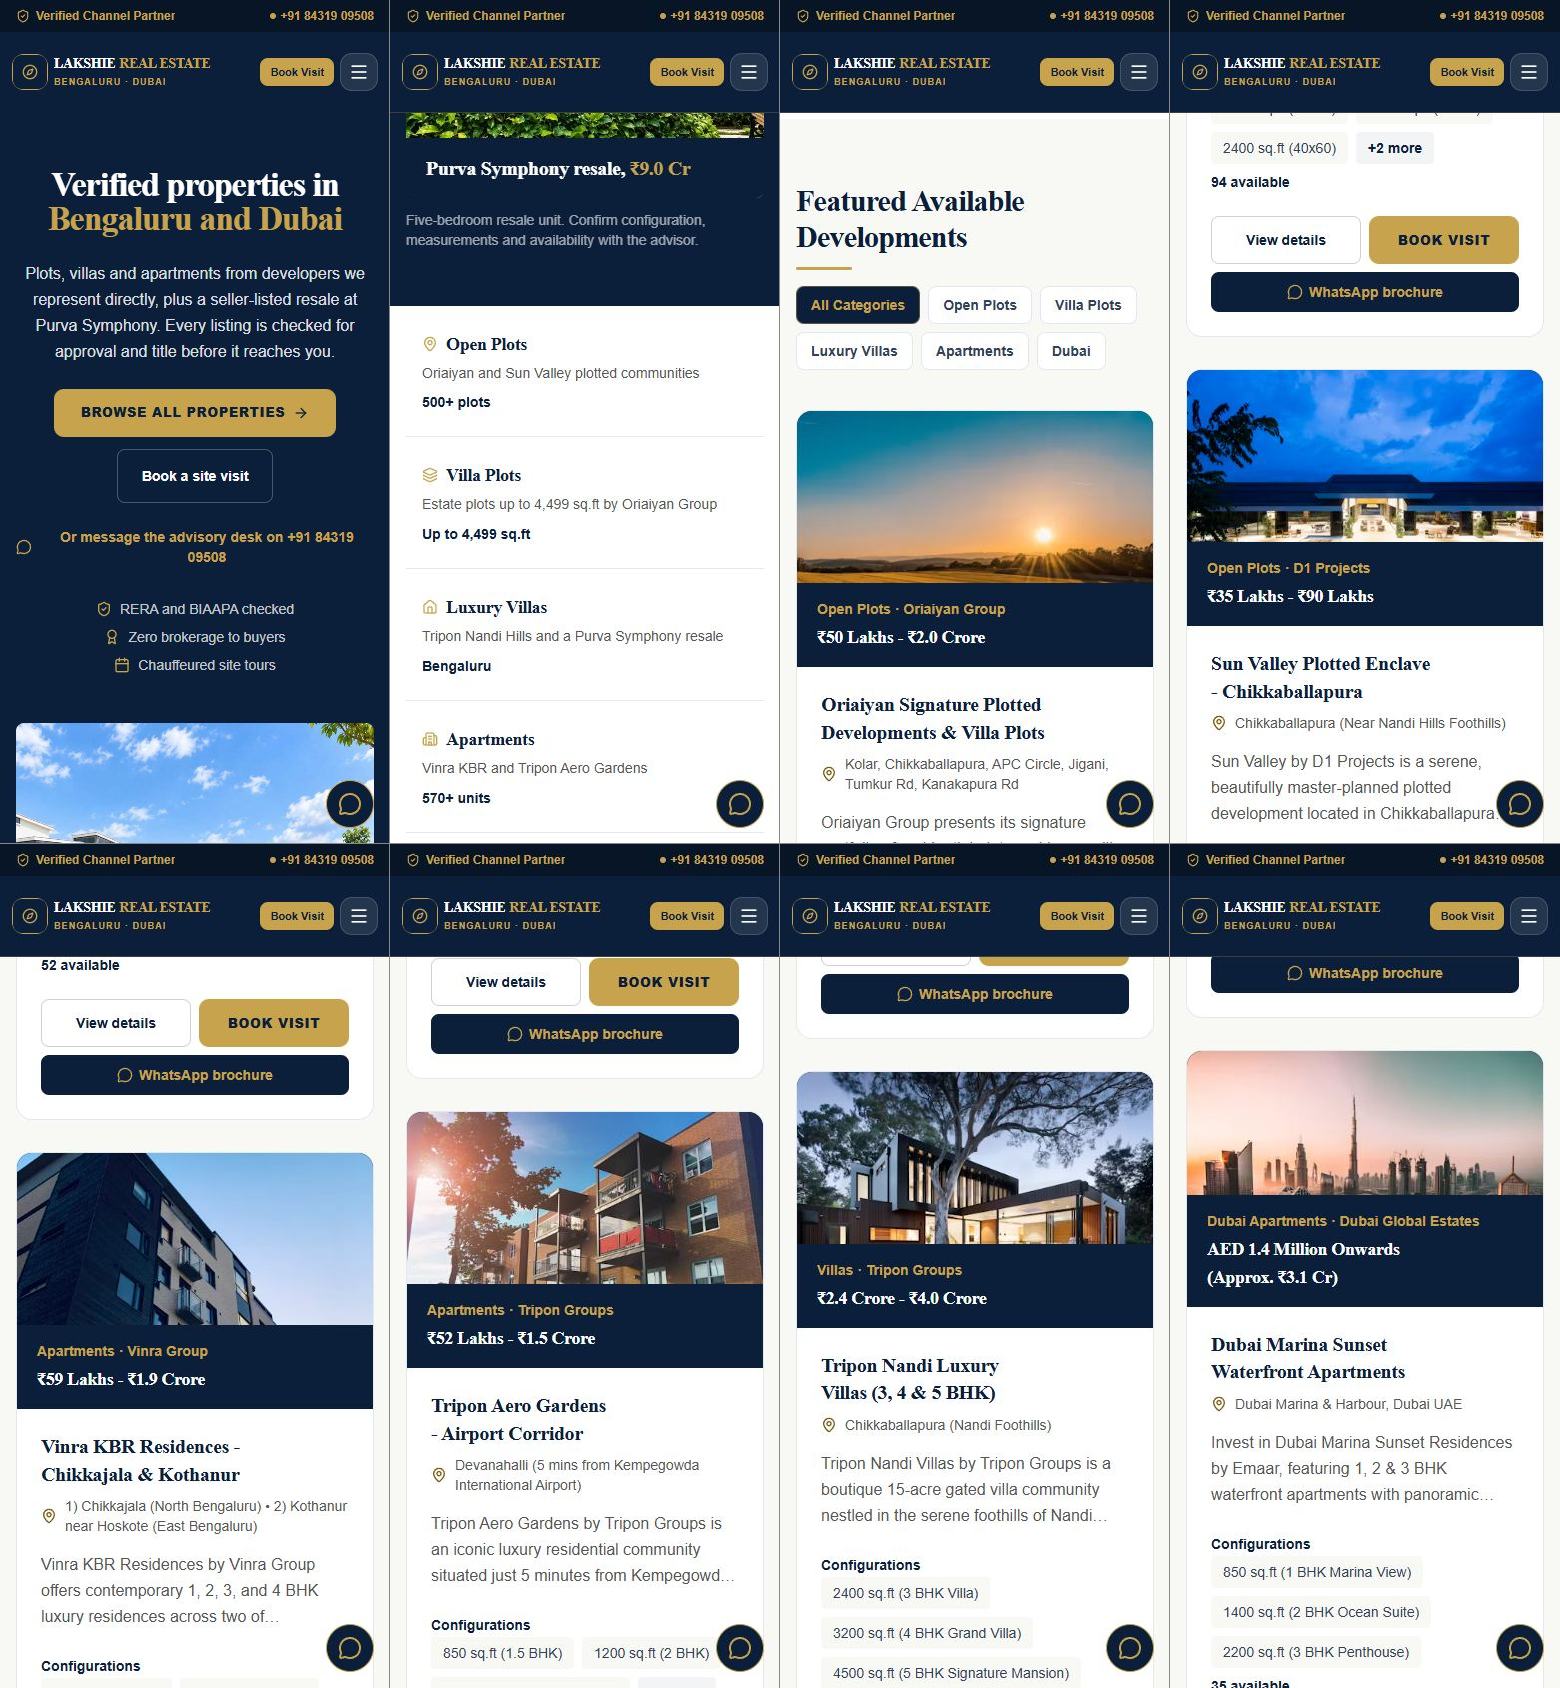 Verified Channel Partner
+91 84319 09508
LAKSHIE REAL ESTATE
BENGALURU · DUBAI
Book Visit
Verified properties in
Bengaluru and Dubai
Plots, villas and apartments from developers we
represent directly, plus a seller-listed resale at
Purva Symphony. Every listing is checked for
approval and title before it reaches you.
BROWSE ALL PROPERTIES
Book a site visit
Or message the advisory desk on +91 84319
09508
RERA and BIAAPA checked
Zero brokerage to buyers
Chauffeured site tours
Verified Channel Partner
+91 84319 09508
LAKSHIE REAL ESTATE
BENGALURU · DUBAI
Book Visit
Purva Symphony resale, ₹9.0 Cr
Five-bedroom resale unit. Confirm configuration,
measurements and availability with the advisor.
Open Plots
Oriaiyan and Sun Valley plotted communities
500+ plots
Villa Plots
Estate plots up to 4,499 sq.ft by Oriaiyan Group
Up to 4,499 sq.ft
Luxury Villas
Tripon Nandi Hills and a Purva Symphony resale
Bengaluru
Apartments
Vinra KBR and Tripon Aero Gardens
570+ units
Verified Channel Partner
+91 84319 09508
LAKSHIE REAL ESTATE
BENGALURU · DUBAI
Book Visit
Featured Available
Developments
All Categories
Open Plots
Villa Plots
Luxury Villas
Apartments
Dubai
Open Plots · Oriaiyan Group
₹50 Lakhs - ₹2.0 Crore
Oriaiyan Signature Plotted
Developments & Villa Plots
Kolar, Chikkaballapura, APC Circle, Jigani,
Tumkur Rd, Kanakapura Rd
Oriaiyan Group presents its signature
Verified Channel Partner
+91 84319 09508
LAKSHIE REAL ESTATE
BENGALURU · DUBAI
Book Visit
2400 sq.ft (40x60)
+2 more
94 available
View details
BOOK VISIT
WhatsApp brochure
Open Plots · D1 Projects
₹35 Lakhs - ₹90 Lakhs
Sun Valley Plotted Enclave
- Chikkaballapura
Chikkaballapura (Near Nandi Hills Foothills)
Sun Valley by D1 Projects is a serene,
beautifully master-planned plotted
development located in Chikkaballapura.
Verified Channel Partner
+91 84319 09508
LAKSHIE REAL ESTATE
BENGALURU · DUBAI
Book Visit
52 available
View details
BOOK VISIT
WhatsApp brochure
Apartments · Vinra Group
₹59 Lakhs - ₹1.9 Crore
Vinra KBR Residences -
Chikkajala & Kothanur
1) Chikkajala (North Bengaluru) • 2) Kothanur
near Hoskote (East Bengaluru)
Vinra KBR Residences by Vinra Group
offers contemporary 1, 2, 3, and 4 BHK
luxury residences across two of…
Configurations
Verified Channel Partner
+91 84319 09508
LAKSHIE REAL ESTATE
BENGALURU · DUBAI
Book Visit
View details
BOOK VISIT
WhatsApp brochure
Apartments · Tripon Groups
₹52 Lakhs - ₹1.5 Crore
Tripon Aero Gardens
- Airport Corridor
Devanahalli (5 mins from Kempegowda
International Airport)
Tripon Aero Gardens by Tripon Groups is
an iconic luxury residential community
situated just 5 minutes from Kempegowd…
Configurations
850 sq.ft (1.5 BHK)
1200 sq.ft (2 BHK)
Verified Channel Partner
+91 84319 09508
LAKSHIE REAL ESTATE
BENGALURU · DUBAI
Book Visit
WhatsApp brochure
Villas · Tripon Groups
₹2.4 Crore - ₹4.0 Crore
Tripon Nandi Luxury
Villas (3, 4 & 5 BHK)
Chikkaballapura (Nandi Foothills)
Tripon Nandi Villas by Tripon Groups is a
boutique 15-acre gated villa community
nestled in the serene foothills of Nandi…
Configurations
2400 sq.ft (3 BHK Villa)
3200 sq.ft (4 BHK Grand Villa)
4500 sq.ft (5 BHK Signature Mansion)
Verified Channel Partner
+91 84319 09508
LAKSHIE REAL ESTATE
BENGALURU · DUBAI
Book Visit
WhatsApp brochure
Dubai Apartments · Dubai Global Estates
AED 1.4 Million Onwards
(Approx. ₹3.1 Cr)
Dubai Marina Sunset
Waterfront Apartments
Dubai Marina & Harbour, Dubai UAE
Invest in Dubai Marina Sunset Residences
by Emaar, featuring 1, 2 & 3 BHK
waterfront apartments with panoramic…
Configurations
850 sq.ft (1 BHK Marina View)
1400 sq.ft (2 BHK Ocean Suite)
2200 sq.ft (3 BHK Penthouse)
35 available